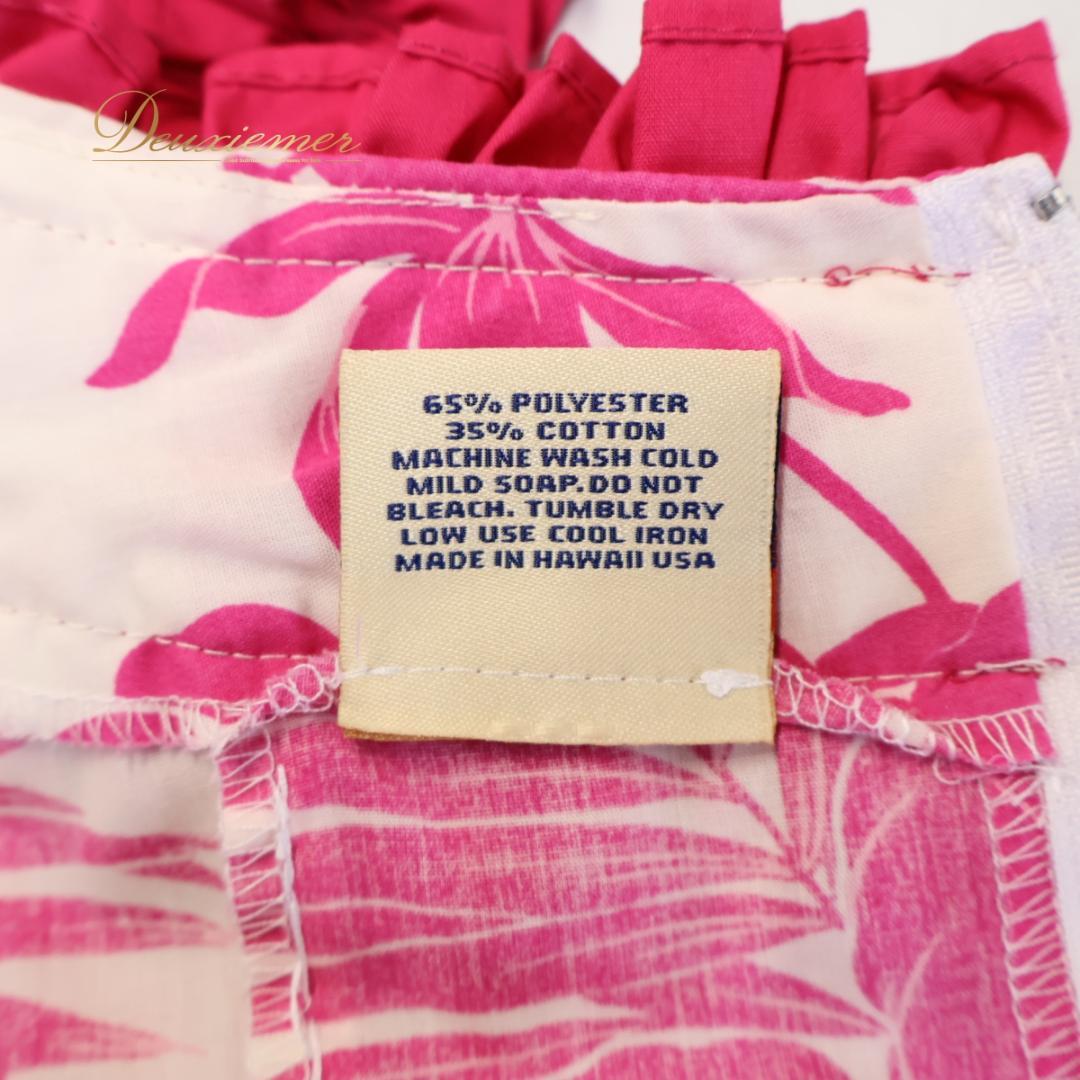 Deuxiemer
65% POLYESTER
35% COTTON
MACHINE WASH COLD
MILD SOAP.DO NOT
BLEACH. TUMBLE DRY
LOW USE COOL IRON
MADE IN HAWAII USA